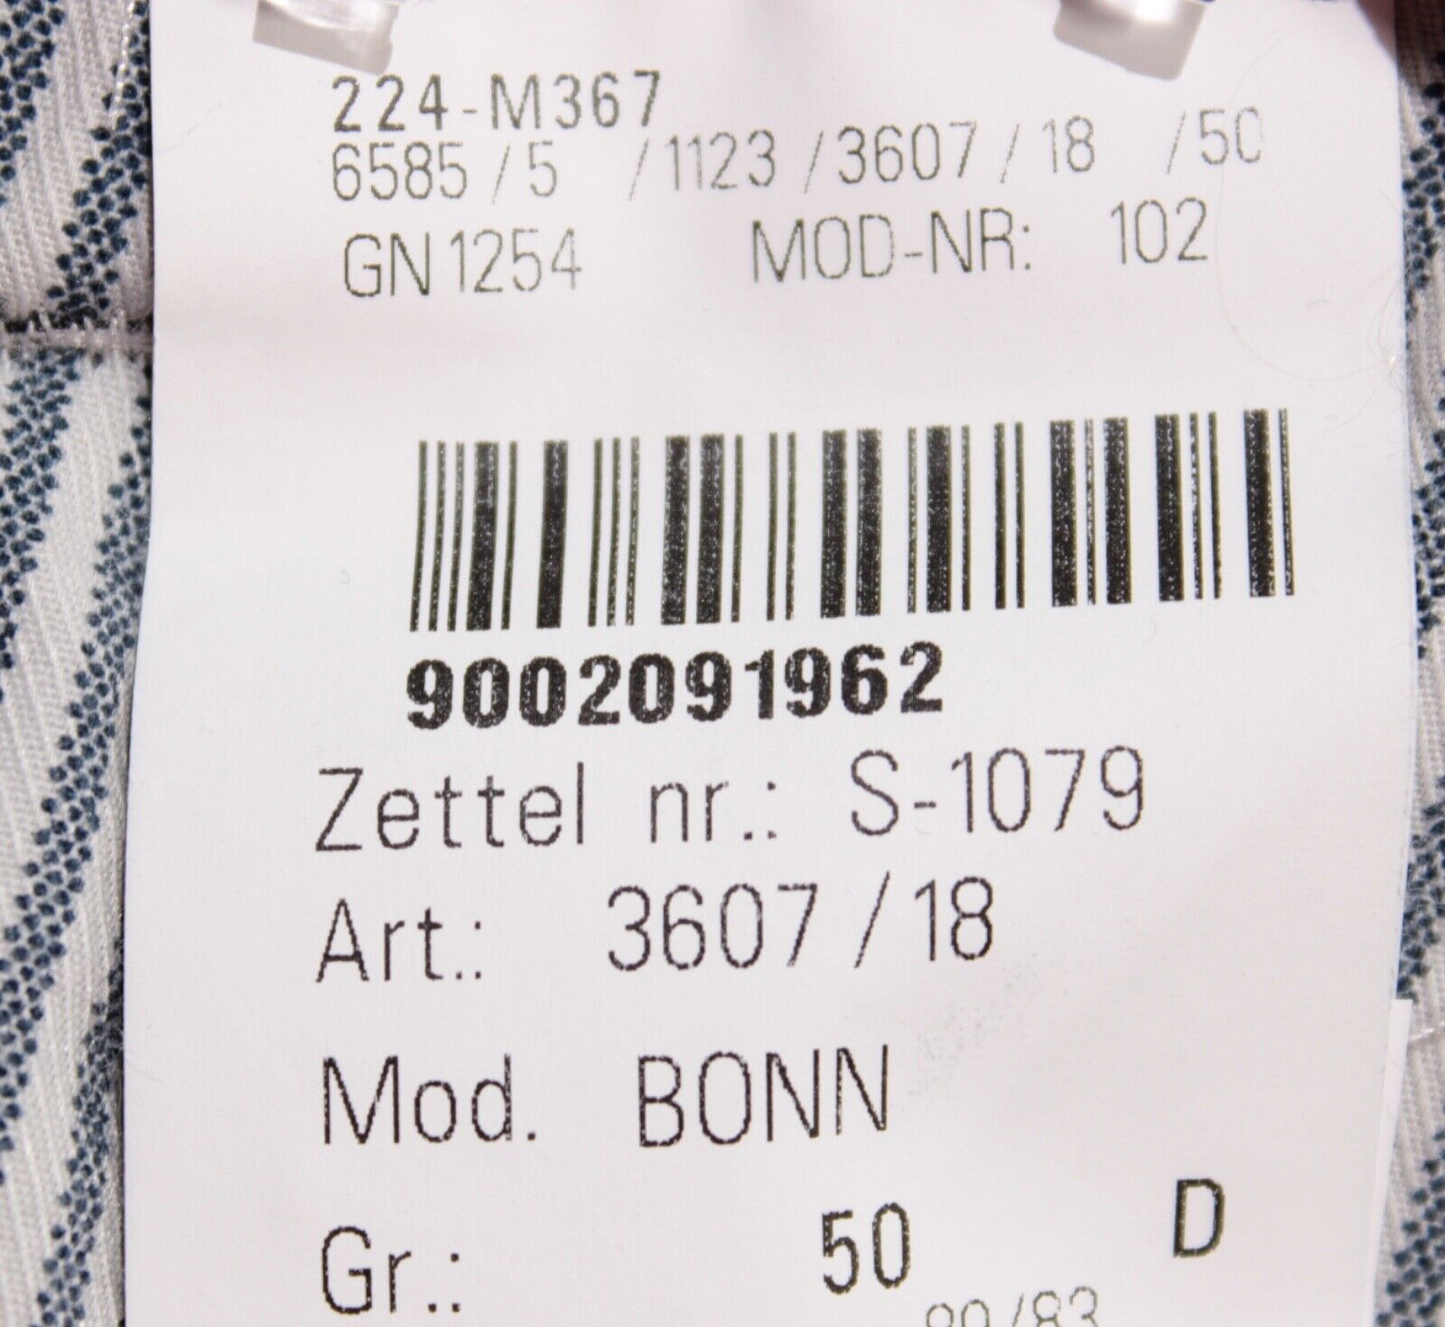 224-M367
6585 / 5 / 1123 / 3607 / 18 / 50
GN 1254 MOD-NR: 102
9002091962
Zettel nr.: S-1079
Art.: 3607 / 18
Mod. BONN
Gr.: 50 D